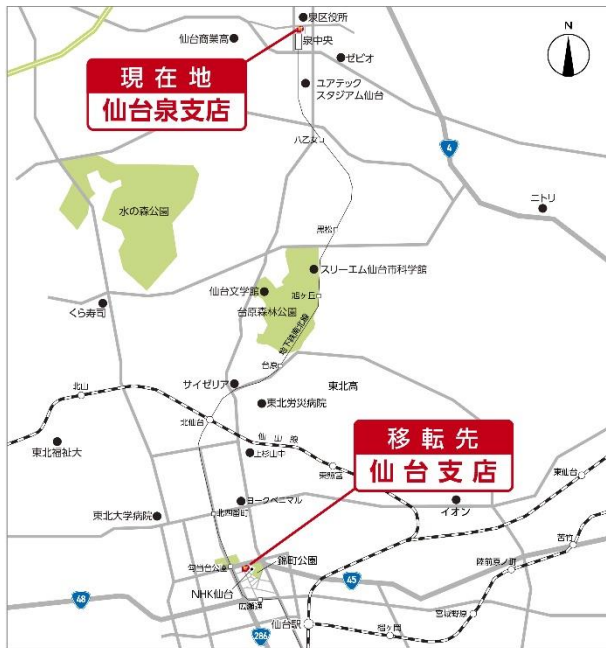 泉区役所
仙台商業高
泉中央
ゼビオ
N
現在地
仙台泉支店
ユアテック
スタジアム仙台
八乙女
4
水の森公園
ニトリ
黒松
スリーエム仙台市科学館
仙台文学館
旭ヶ丘
くら寿司
台原森林公園
地下鉄南北線
台原
サイゼリア
東北高
北山
東北労災病院
北仙台
移転先
仙台支店
仙山線
東北福祉大
上杉山中
東照宮
東仙台
ヨークベニマル
イオン
東北大学病院
北四番町
苦竹
錦町公園
勾当台公園
陸前原ノ町
45
NHK仙台
48
広瀬通
宮城野原
仙台駅
榴ヶ岡
286